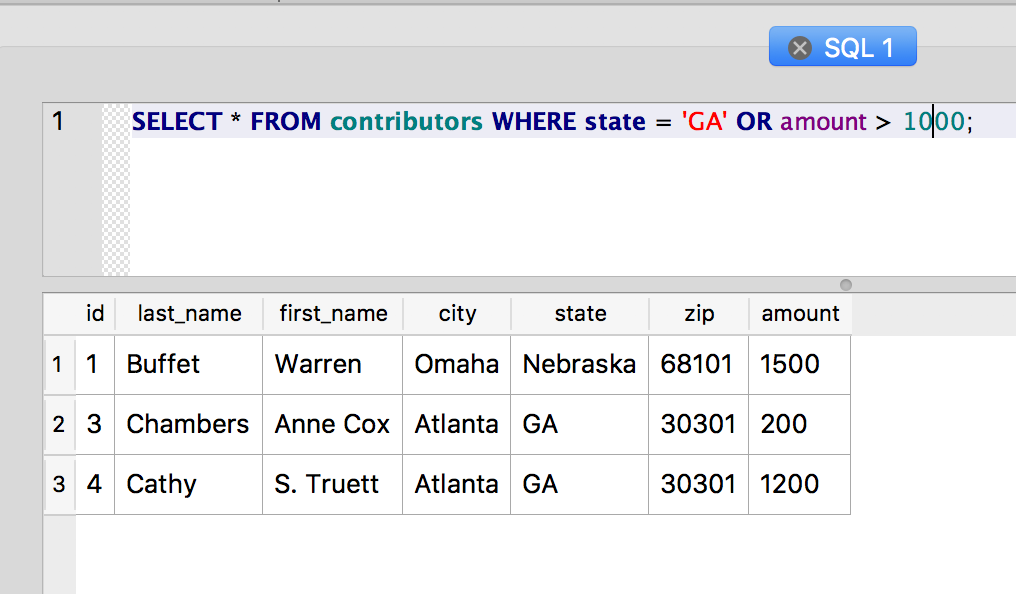 SQL 1
1 SELECT * FROM contributors WHERE state = 'GA' OR amount > 1000;
id last_name first_name city state zip amount
1 1 Buffet Warren Omaha Nebraska 68101 1500
2 3 Chambers Anne Cox Atlanta GA 30301 200
3 4 Cathy S. Truett Atlanta GA 30301 1200